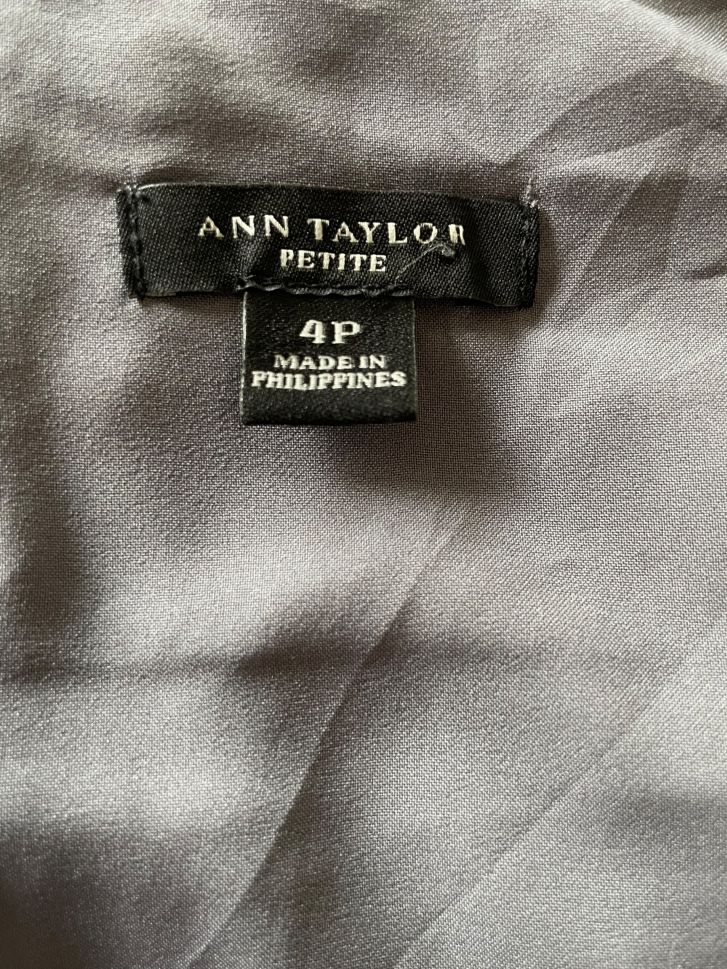 ANN TAYLOR
PETITE
4P
MADE IN
PHILIPPINES